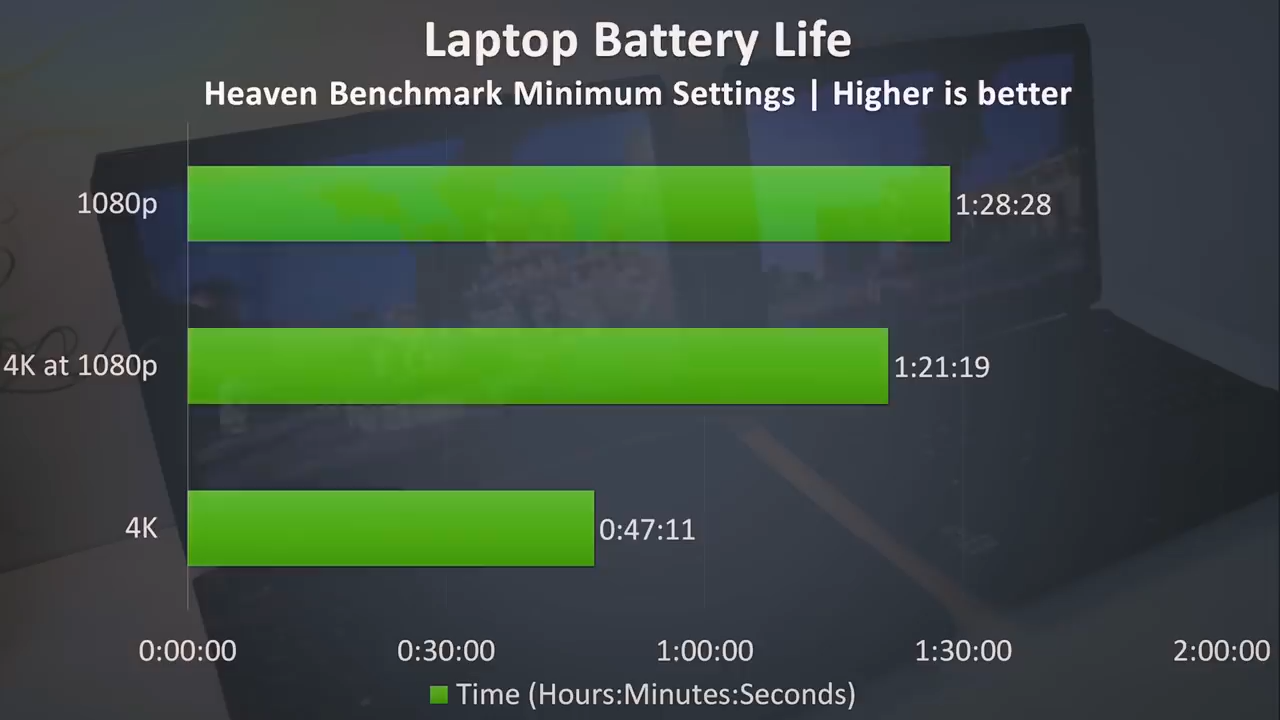 Laptop Battery Life
Heaven Benchmark Minimum Settings | Higher is better
1080p
1:28:28
4K at 1080p
1:21:19
4K
0:47:11
0:00:00 0:30:00 1:00:00 1:30:00 2:00:00
Time (Hours:Minutes:Seconds)